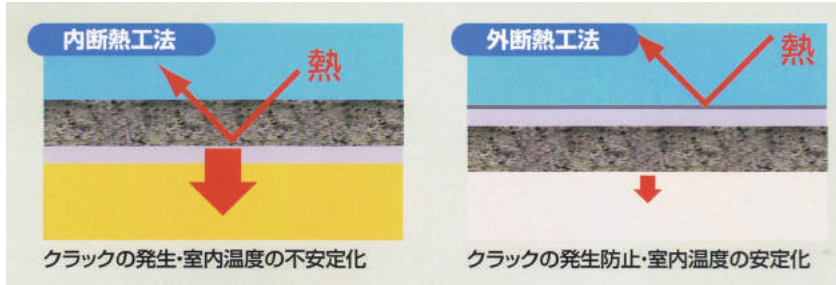 内断熱工法
熱
クラックの発生・室内温度の不安定化
外断熱工法
熱
クラックの発生防止・室内温度の安定化